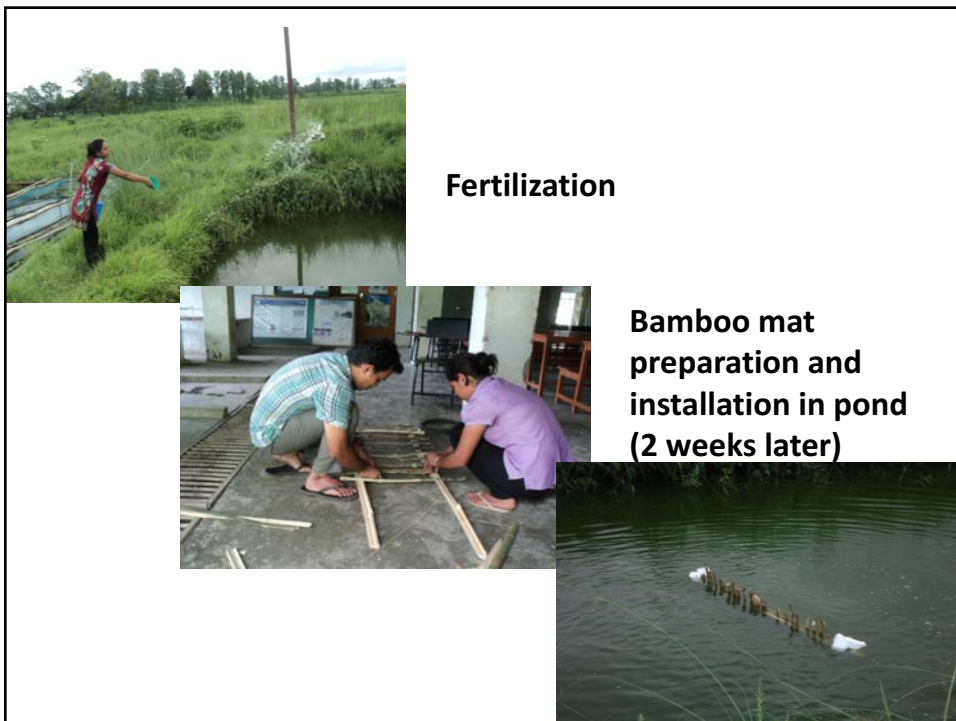 Fertilization
Bamboo mat
preparation and
installation in pond
(2 weeks later)